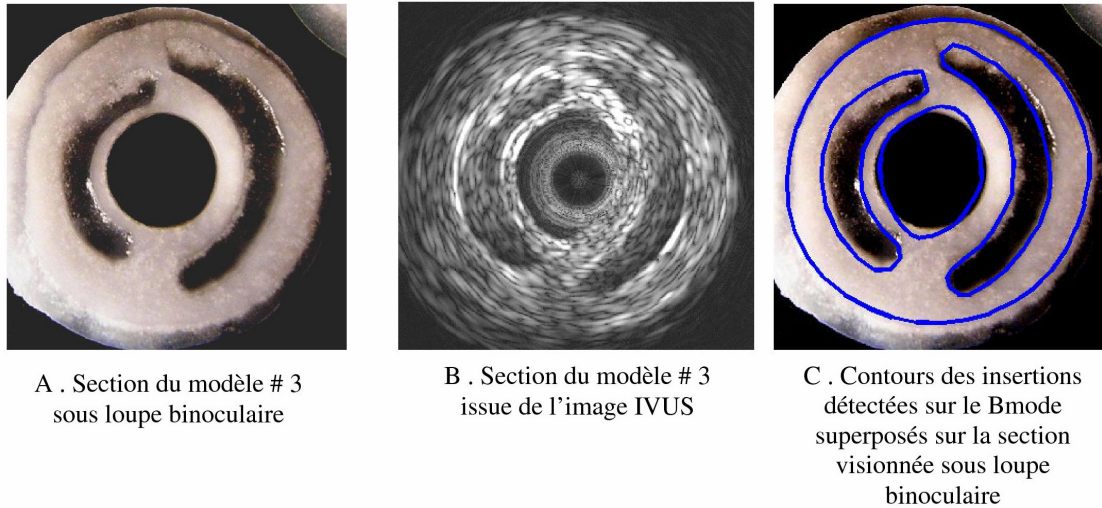 A . Section du modèle # 3
sous loupe binoculaire
B . Section du modèle # 3
issue de l'image IVUS
C . Contours des insertions
détectées sur le Bmode
superposés sur la section
visionnée sous loupe
binoculaire